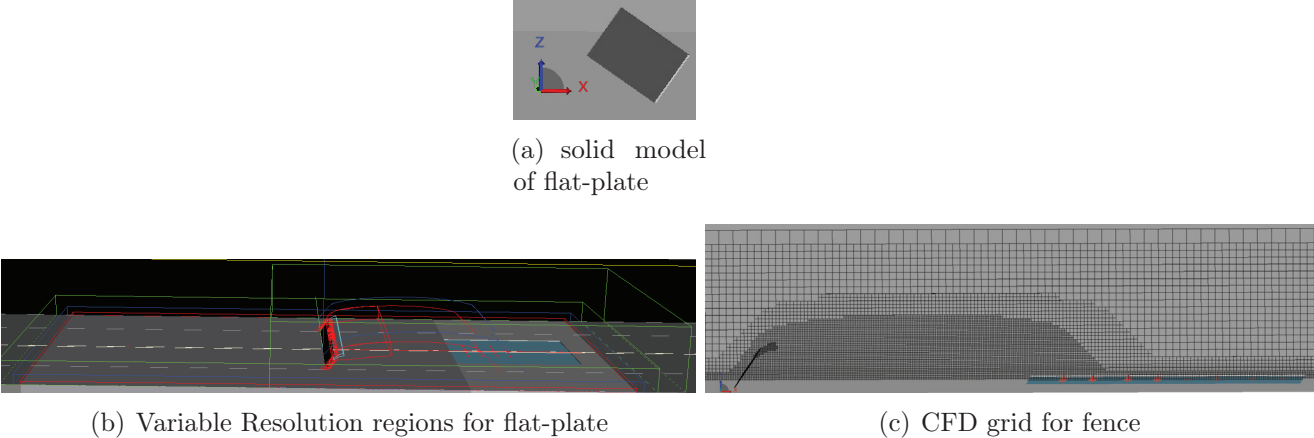 Z
Y
X
(a) solid model
of flat-plate
(b) Variable Resolution regions for flat-plate
(c) CFD grid for fence